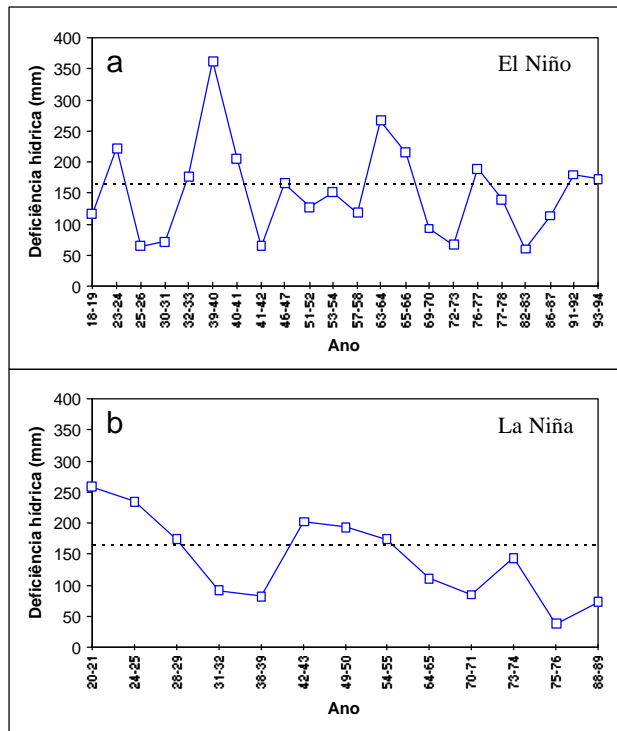 a
El Niño
Deficiência hídrica (mm)
400
350
300
250
200
150
100
50
0
18-19 23-24 25-26 30-31 32-33 39-40 40-41 41-42 46-47 51-52 53-54 57-58 63-64 65-66 69-70 72-73 76-77 77-78 82-83 86-87 91-92 93-94
Ano
b
La Niña
Deficiência hídrica (mm)
400
350
300
250
200
150
100
50
0
20-21 24-25 28-29 31-32 38-39 42-43 49-50 54-55 64-65 70-71 73-74 75-76 88-89
Ano